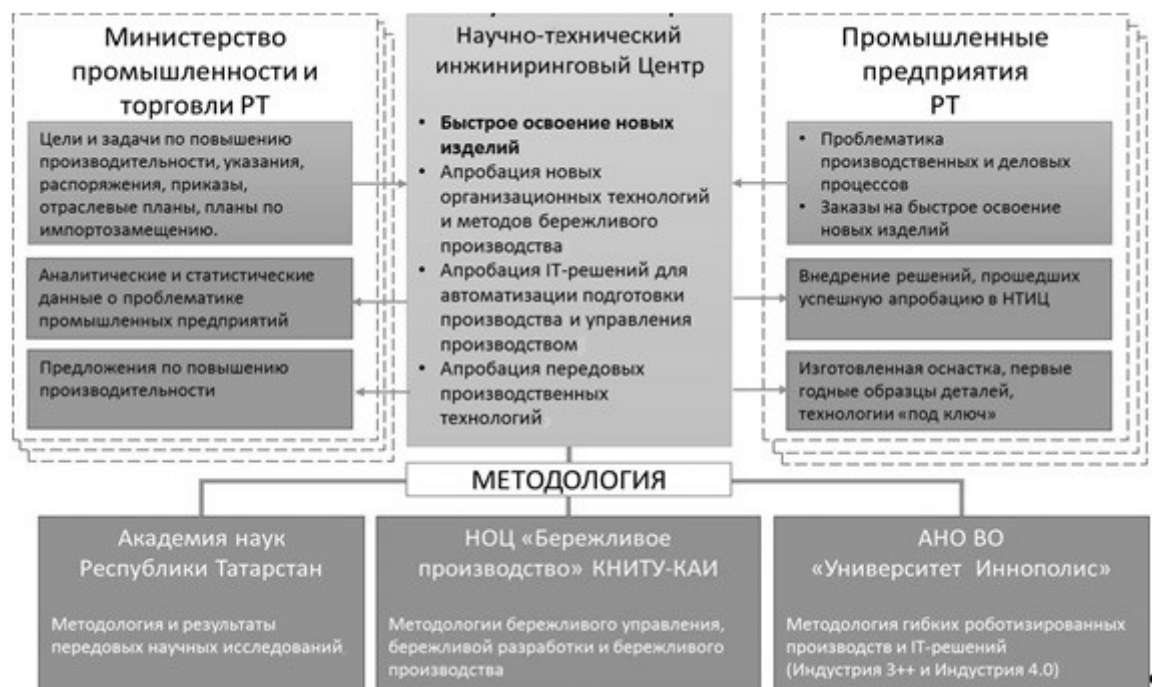 Министерство
промышленности и
торговли РТ
Цели и задачи по повышению
производительности, указания,
распоряжения, приказы,
отраслевые планы, планы по
импортозамещению.
Аналитические и статистические
данные о проблематике
промышленных предприятий
Предложения по повышению
производительности
Научно-технический
инжиниринговый Центр
• Быстрое освоение новых
изделий
• Апробация новых
организационных технологий
и методов бережливого
производства
• Апробация IT-решений для
автоматизации подготовки
производства и управления
производством
• Апробация передовых
производственных
технологий
Промышленные
предприятия
РТ
• Проблематика
производственных и деловых
процессов
• Заказы на быстрое освоение
новых изделий
Внедрение решений, прошедших
успешную апробацию в НТИЦ
Изготовленная оснастка, первые
годные образцы деталей,
технологии «под ключ»
МЕТОДОЛОГИЯ
Академия наук
Республики Татарстан
Методология и результаты
передовых научных исследований
НОЦ «Бережливое
производство» КНИТУ-КАИ
Методологии бережливого управления,
бережливой разработки и бережливого
производства
АНО ВО
«Университет Иннополис»
Методология гибких роботизированных
производств и IT-решений
(Индустрия 3++ и Индустрия 4.0)